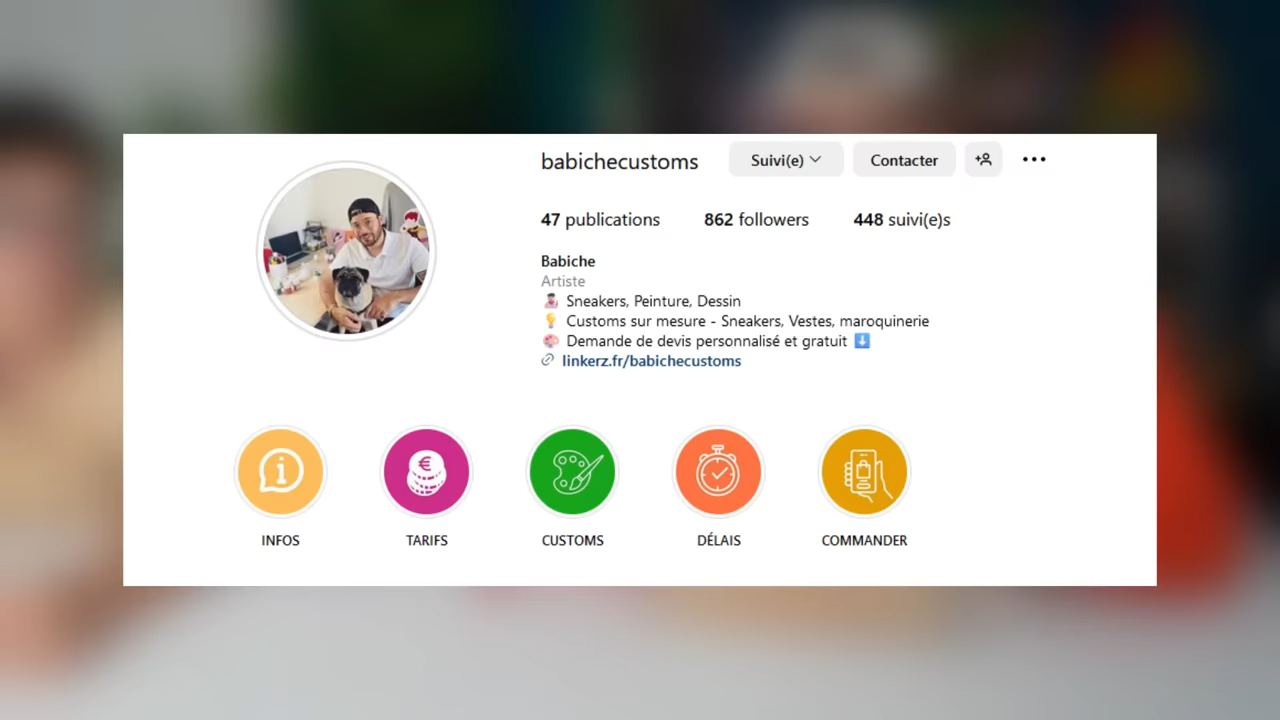 babichecustoms Suivi(e) Contacter
47 publications 862 followers 448 suivi(e)s
Babiche
Artiste
Sneakers, Peinture, Dessin
Customs sur mesure - Sneakers, Vestes, maroquinerie
Demande de devis personnalisé et gratuit
linkerz.fr/babichecustoms
INFOS TARIFS CUSTOMS DÉLAIS COMMANDER